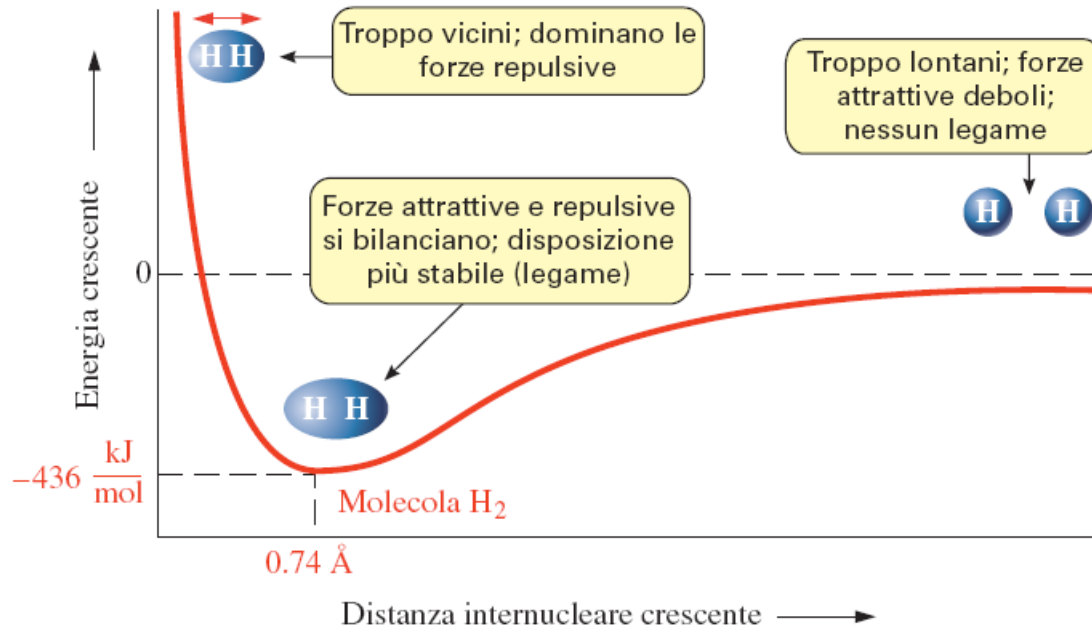 H H
Troppo vicini; dominano le
forze repulsive
Troppo lontani; forze
attrattive deboli;
nessun legame
H H
Forze attrattive e repulsive
si bilanciano; disposizione
più stabile (legame)
Energia crescente
0
H H
−436 kJ/mol
Molecola H₂
0.74 Å
Distanza internucleare crescente